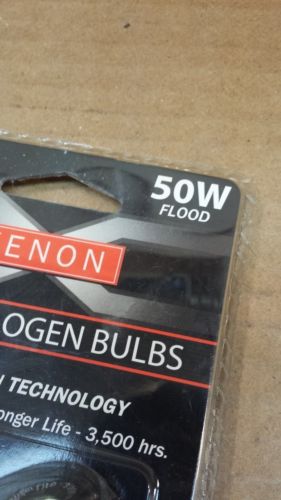 50W
FLOOD
ENON
OGEN BULBS
TECHNOLOGY
onger Life - 3,500 hrs.